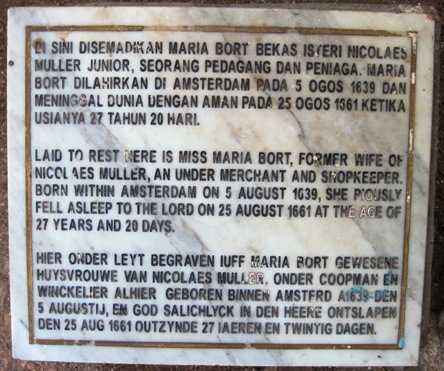 DI SINI DISEMADIKAN MARIA BORT BEKAS ISTERI NICOLAES
MULLER JUNIOR, SEORANG PEDAGANG DAN PENIAGA. MARIA
BORT DILAHIRKAN DI AMSTERDAM PADA 5 OGOS 1639 DAN
MENINGGAL DUNIA DENGAN AMAN PADA 25 OGOS 1661 KETIKA
USIANYA 27 TAHUN 20 HARI.
LAID TO REST HERE IS MISS MARIA BORT, FORMER WIFE OF
NICOLAES MULLER, AN UNDER MERCHANT AND SHOPKEEPER.
BORN WITHIN AMSTERDAM ON 5 AUGUST 1639, SHE PIOUSLY
FELL ASLEEP TO THE LORD ON 25 AUGUST 1661 AT THE AGE OF
27 YEARS AND 20 DAYS.
HIER ONDER LEYT BEGRAVEN IUFF MARIA BORT GEWESENE
HUYSVROUWE VAN NICOLAES MULLER, ONDER COOPMAN EN
WINCKELIER ALHIER GEBOREN BINNEN AMSTERD A1639 DEN
5 AUGUSTIJ, EN GOD SALICHLYCK IN DEN HEERE ONTSLAPEN
DEN 25 AUG 1661 OUTZYNDE 27 IAEREN EN TWINTIG DAGEN.